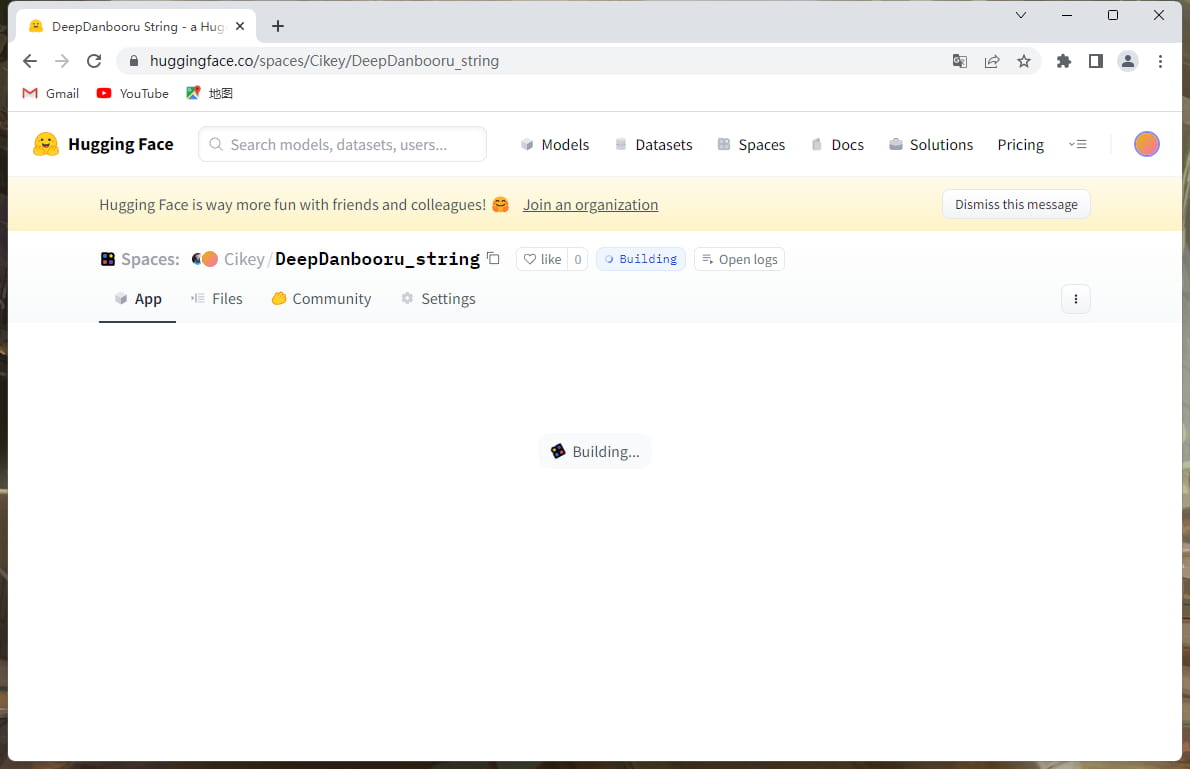 DeepDanbooru String - a Hug
huggingface.co/spaces/Cikey/DeepDanbooru_string
Gmail YouTube 地图
Hugging Face Search models, datasets, users... Models Datasets Spaces Docs Solutions Pricing
Hugging Face is way more fun with friends and colleagues! 🤗 Join an organization Dismiss this message
Spaces: Cikey/DeepDanbooru_string like 0 Building Open logs
App Files Community Settings
Building...